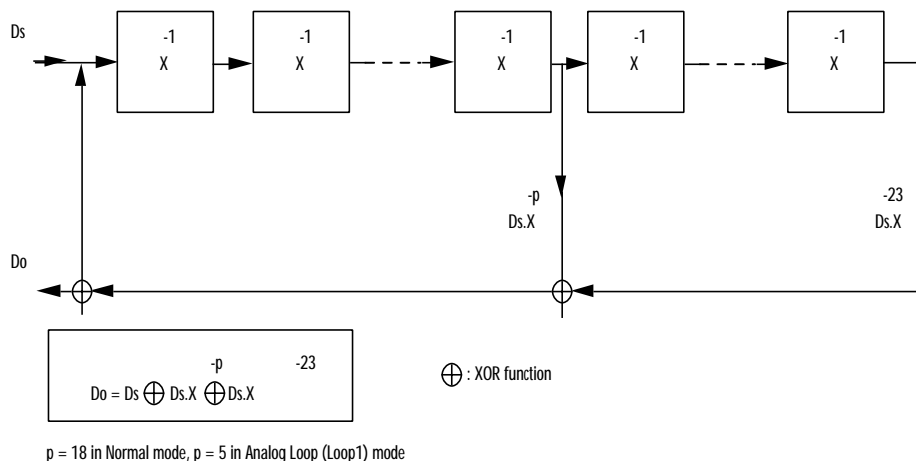 Ds
-1 -1 -1 -1 -1
X X X X X
-p -23
Ds.X Ds.X
Do
-p -23
Do = Ds ⊕ Ds.X ⊕ Ds.X
⊕ : XOR function
p = 18 in Normal mode, p = 5 in Analog Loop (Loop1) mode